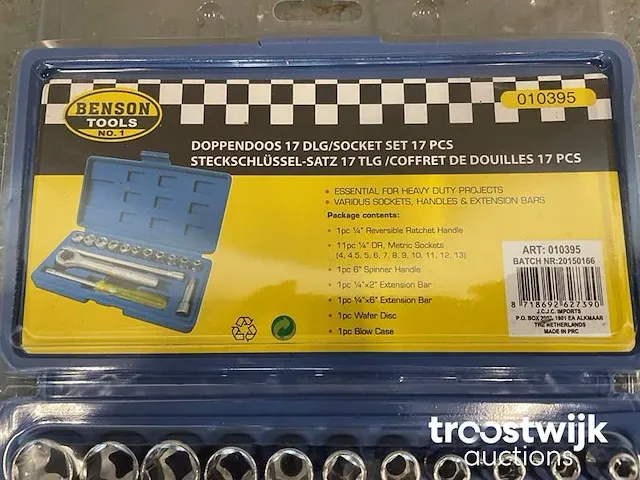 BENSON
TOOLS
NO. 1
010395
DOPPENDOOS 17 DLG/SOCKET SET 17 PCS
STECKSCHLÜSSEL-SATZ 17 TLG /COFFRET DE DOUILLES 17 PCS
• ESSENTIAL FOR HEAVY DUTY PROJECTS
• VARIOUS SOCKETS, HANDLES & EXTENSION BARS
Package contents:
• 1pc ¼" Reversible Ratchet Handle
• 11pc ¼" DR. Metric Sockets
(4, 4.5, 5, 6, 7, 8, 9, 10, 11, 12, 13)
• 1pc 6" Spinner Handle
• 1pc ¼"x2" Extension Bar
• 1pc ¼"x6" Extension Bar
• 1pc Wafer Disc
• 1pc Blow Case
ART: 010395
BATCH NR:20150166
8 718692 627390
J.C.J.C. IMPORTS
P.O. BOX 1801 EA ALKMAAR
THE NETHERLANDS
MADE IN PRC
troostwijk
auctions